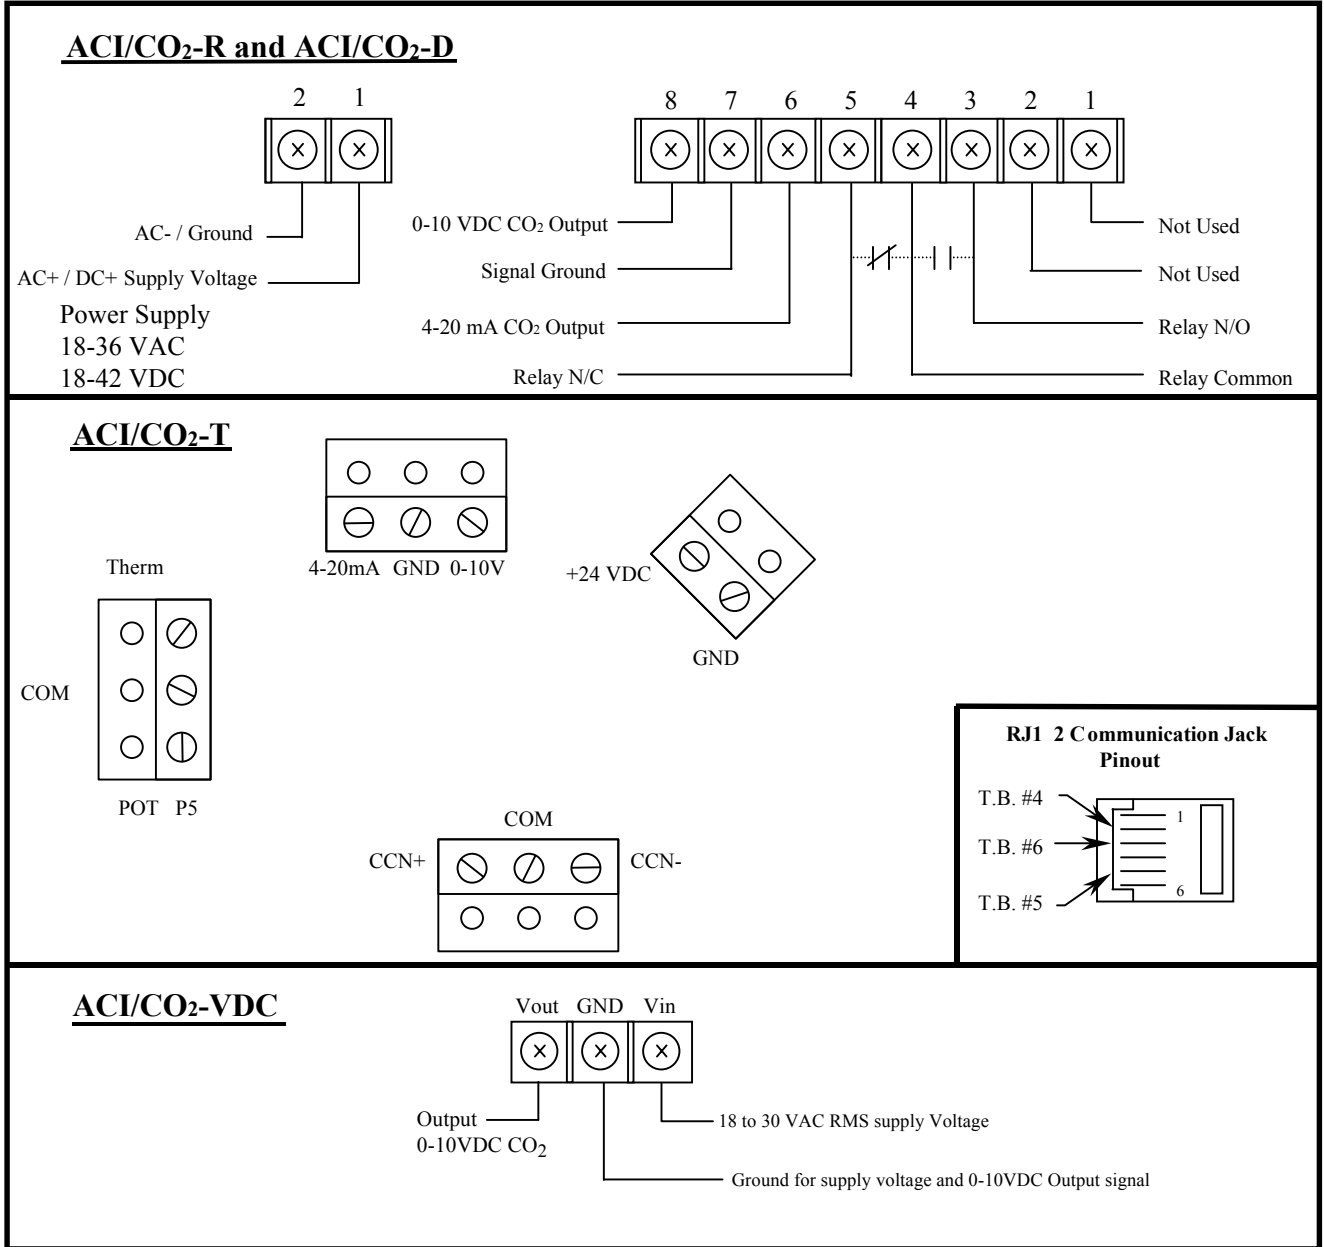 ACI/CO2-R and ACI/CO2-D
2 1
8 7 6 5 4 3 2 1
AC- / Ground
AC+ / DC+ Supply Voltage
Power Supply
18-36 VAC
18-42 VDC
0-10 VDC CO2 Output
Signal Ground
4-20 mA CO2 Output
Relay N/C
Not Used
Not Used
Relay N/O
Relay Common
ACI/CO2-T
4-20mA GND 0-10V
Therm
COM
POT P5
+24 VDC
GND
COM
CCN+
CCN-
RJ1 2 Communication Jack
Pinout
T.B. #4
T.B. #6
T.B. #5
1
6
ACI/CO2-VDC
Vout GND Vin
Output
0-10VDC CO2
18 to 30 VAC RMS supply Voltage
Ground for supply voltage and 0-10VDC Output signal